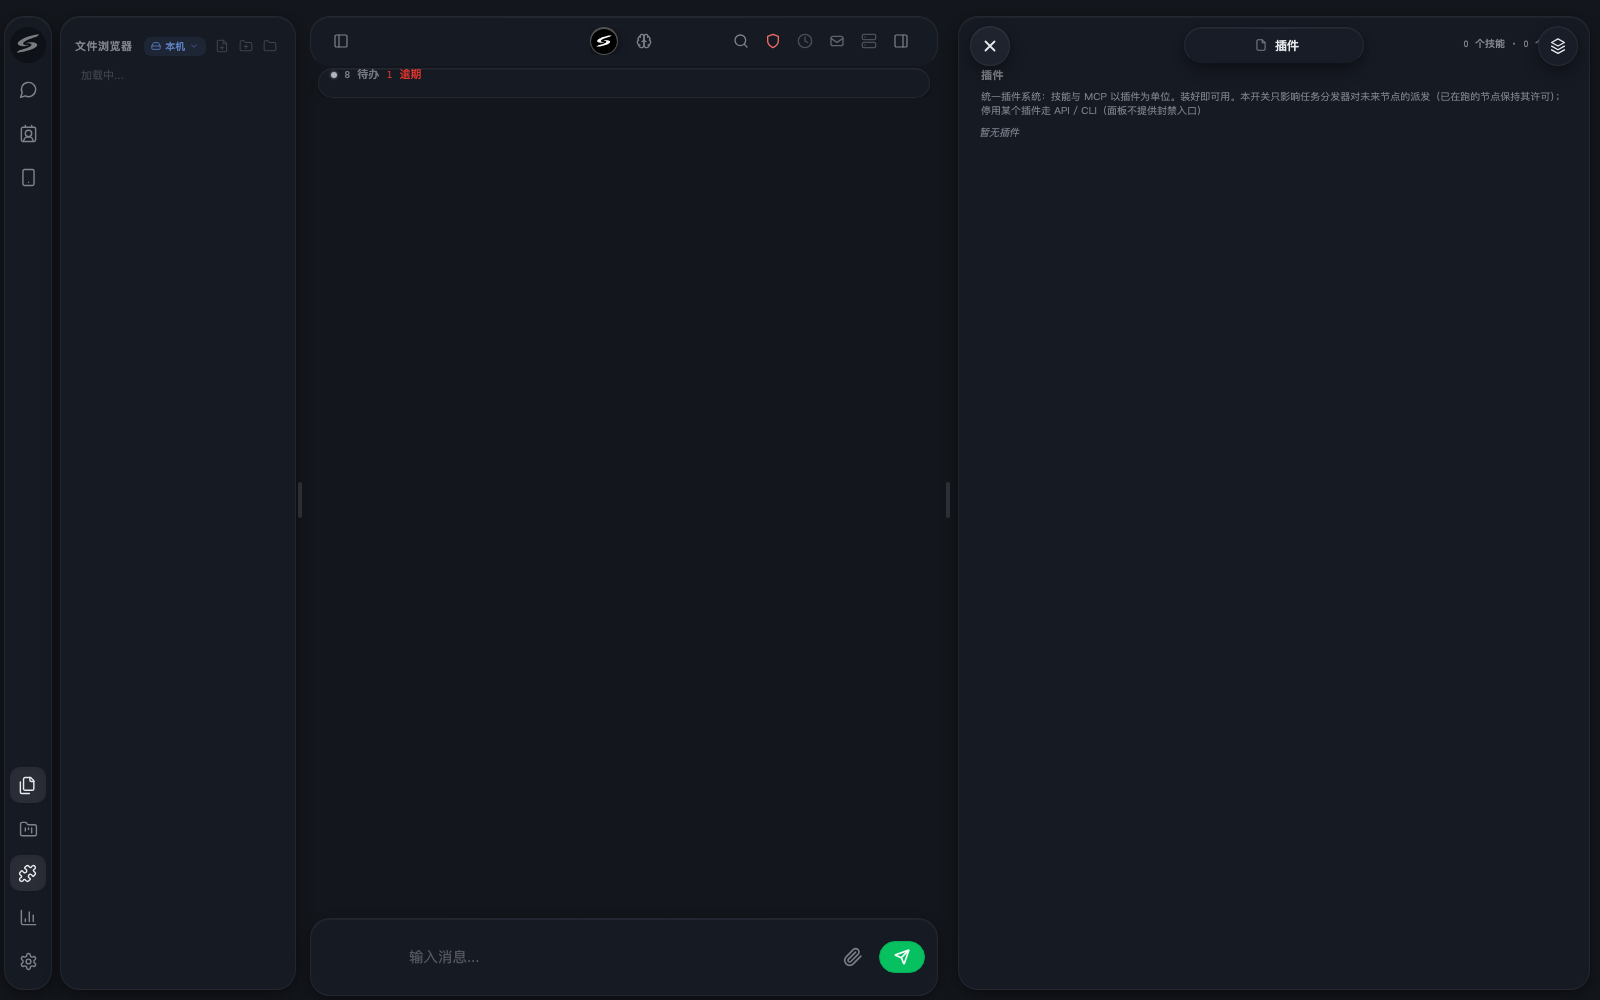 文件浏览器
本机
加载中...
8 待办 1 逾期
输入消息...
插件
0 个技能 · 0
插件
统一插件系统：技能与 MCP 以插件为单位。装好即可用。本开关只影响任务分发器对未来节点的派发（已在跑的节点保持其许可）；
停用某个插件走 API / CLI（面板不提供封禁入口）
暂无插件